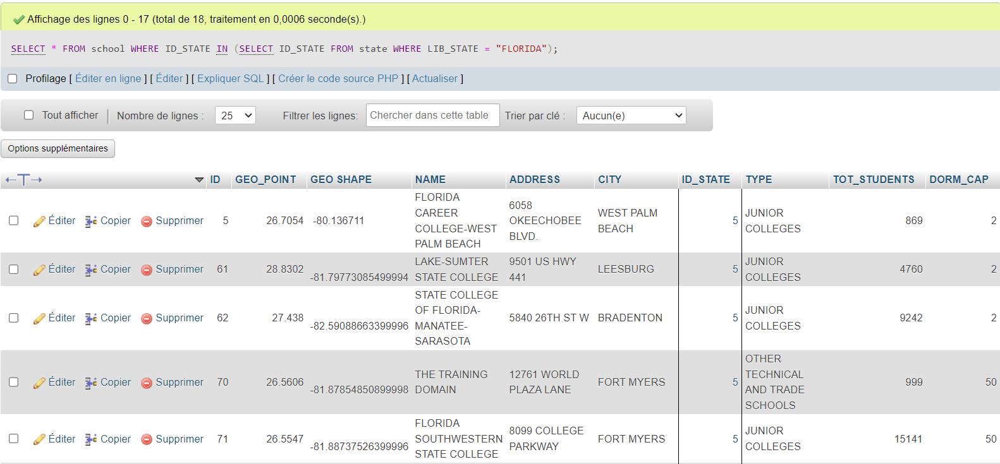 Affichage des lignes 0 - 17 (total de 18, traitement en 0,0006 seconde(s).)
SELECT * FROM school WHERE ID_STATE IN (SELECT ID_STATE FROM state WHERE LIB_STATE = "FLORIDA");
Profilage [ Éditer en ligne ] [ Éditer ] [ Expliquer SQL ] [ Créer le code source PHP ] [ Actualiser ]
Tout afficher Nombre de lignes : 25 Filtrer les lignes: Chercher dans cette table Trier par clé : Aucun(e)
Options supplémentaires
ID GEO_POINT GEO SHAPE NAME ADDRESS CITY ID_STATE TYPE TOT_STUDENTS DORM_CAP
Éditer Copier Supprimer 5 26.7054 -80.136711
FLORIDA
CAREER
COLLEGE-WEST
PALM BEACH
6058
OKEECHOBEE
BLVD.
WEST PALM
BEACH
5
JUNIOR
COLLEGES
869 2
Éditer Copier Supprimer 61 28.8302 -81.79773085499994
LAKE-SUMTER
STATE COLLEGE
9501 US HWY
441
LEESBURG 5
JUNIOR
COLLEGES
4760 2
Éditer Copier Supprimer 62 27.438 -82.59088663399996
STATE COLLEGE
OF FLORIDA-
MANATEE-
SARASOTA
5840 26TH ST W BRADENTON 5
JUNIOR
COLLEGES
9242 2
Éditer Copier Supprimer 70 26.5606 -81.87854850899998
THE TRAINING
DOMAIN
12761 WORLD
PLAZA LANE
FORT MYERS 5
OTHER
TECHNICAL
AND TRADE
SCHOOLS
999 50
Éditer Copier Supprimer 71 26.5547 -81.88737526399996
FLORIDA
SOUTHWESTERN
STATE COLLEGE
8099 COLLEGE
PARKWAY
FORT MYERS 5
JUNIOR
COLLEGES
15141 50